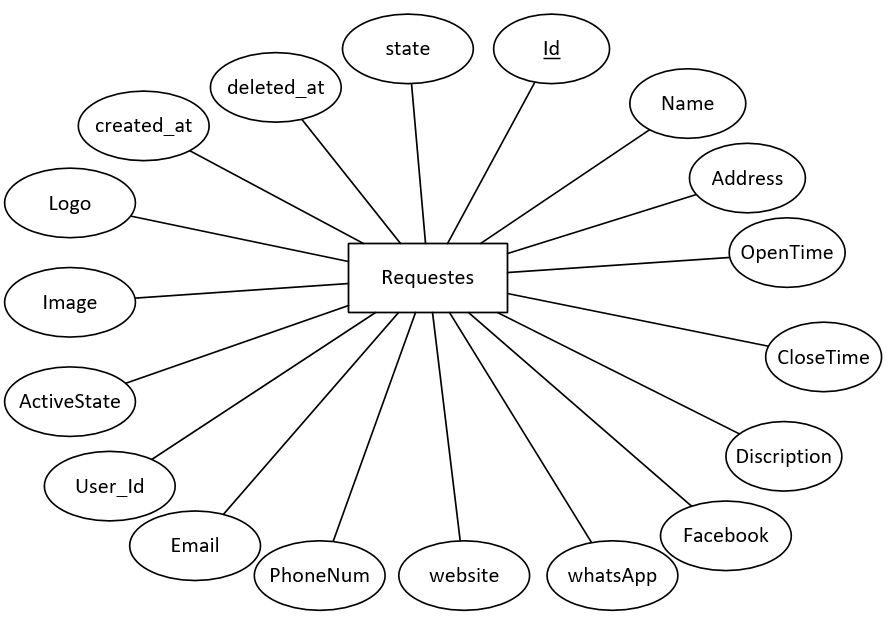 state
Id
deleted_at
Name
created_at
Address
Logo
OpenTime
Requestes
Image
CloseTime
ActiveState
Discription
User_Id
Facebook
Email
PhoneNum
website
whatsApp